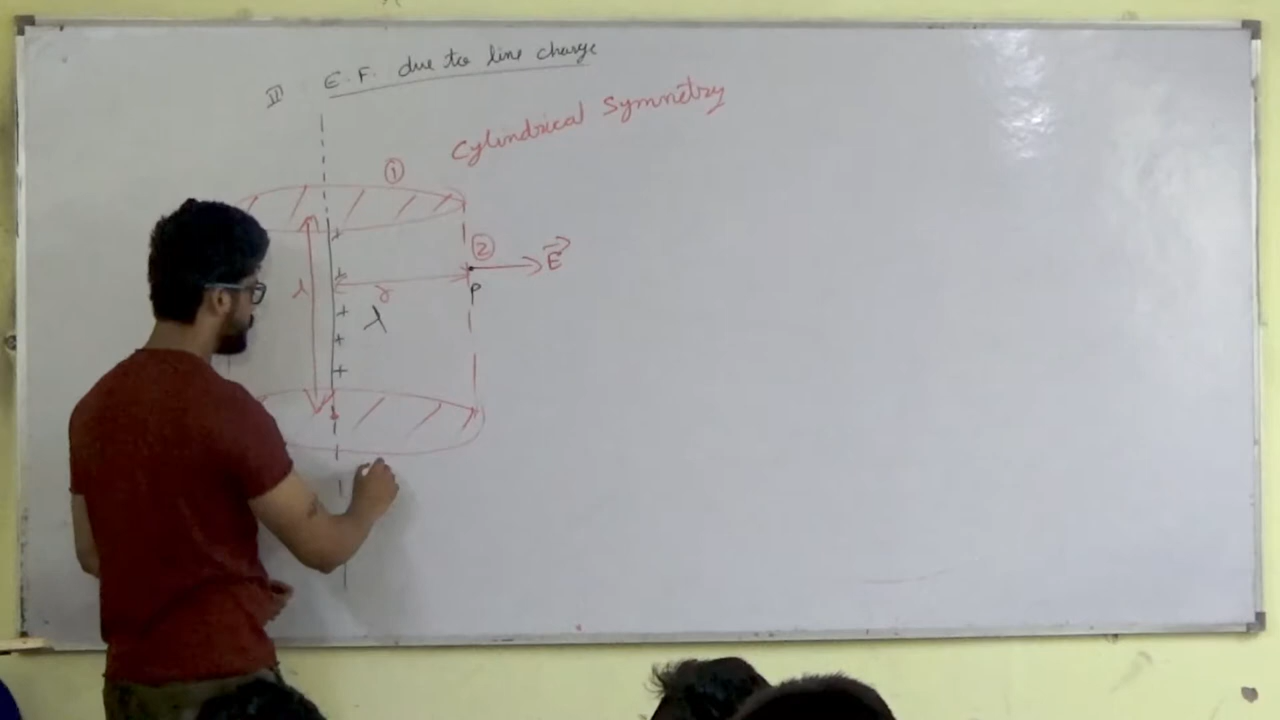 II) E.F. due to line charge
Cylindrical Symmetry
①
②
E
λ
r
P
λ